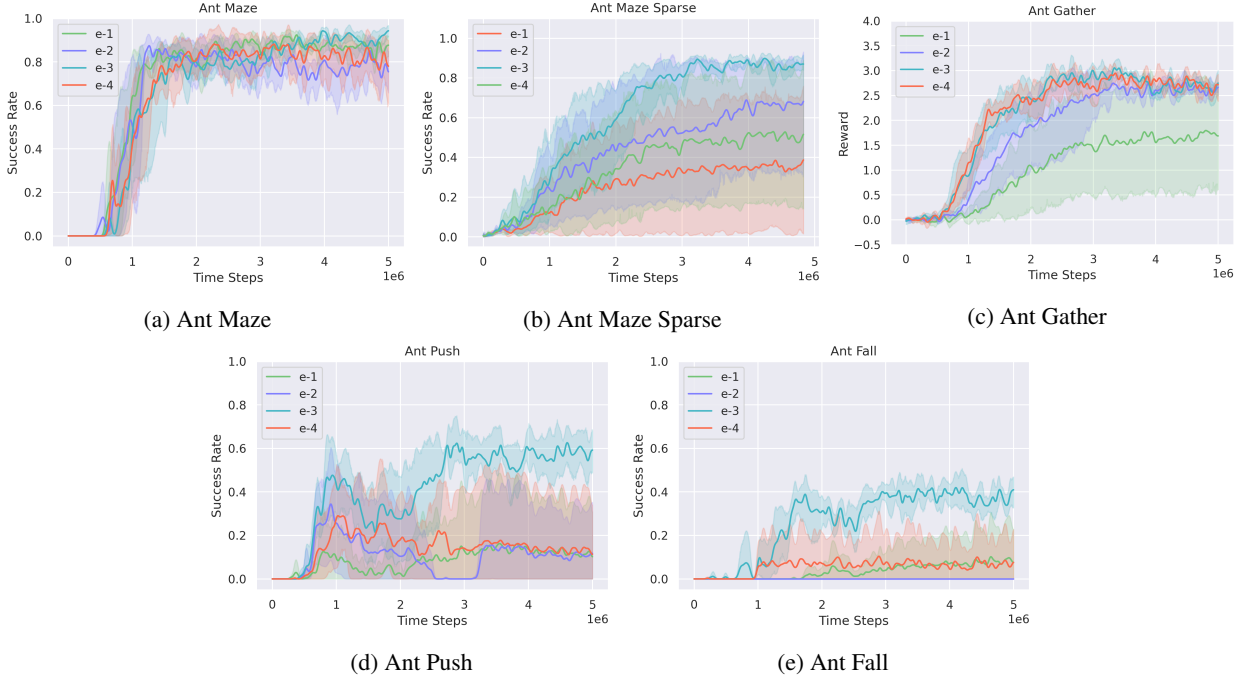 Ant Maze
1.0
0.8
0.6
0.4
0.2
0.0
Success Rate
e-1
e-2
e-3
e-4
0 1 2 3 4 5
1e6
Time Steps
(a) Ant Maze
Ant Maze Sparse
1.0
0.8
0.6
0.4
0.2
0.0
Success Rate
e-1
e-2
e-3
e-4
0 1 2 3 4 5
1e6
Time Steps
(b) Ant Maze Sparse
Ant Gather
4.0
3.5
3.0
2.5
2.0
1.5
1.0
0.5
0.0
−0.5
Reward
e-1
e-2
e-3
e-4
0 1 2 3 4 5
1e6
Time Steps
(c) Ant Gather
Ant Push
1.0
0.8
0.6
0.4
0.2
0.0
Success Rate
e-1
e-2
e-3
e-4
0 1 2 3 4 5
1e6
Time Steps
(d) Ant Push
Ant Fall
1.0
0.8
0.6
0.4
0.2
0.0
Success Rate
e-1
e-2
e-3
e-4
0 1 2 3 4 5
1e6
Time Steps
(e) Ant Fall